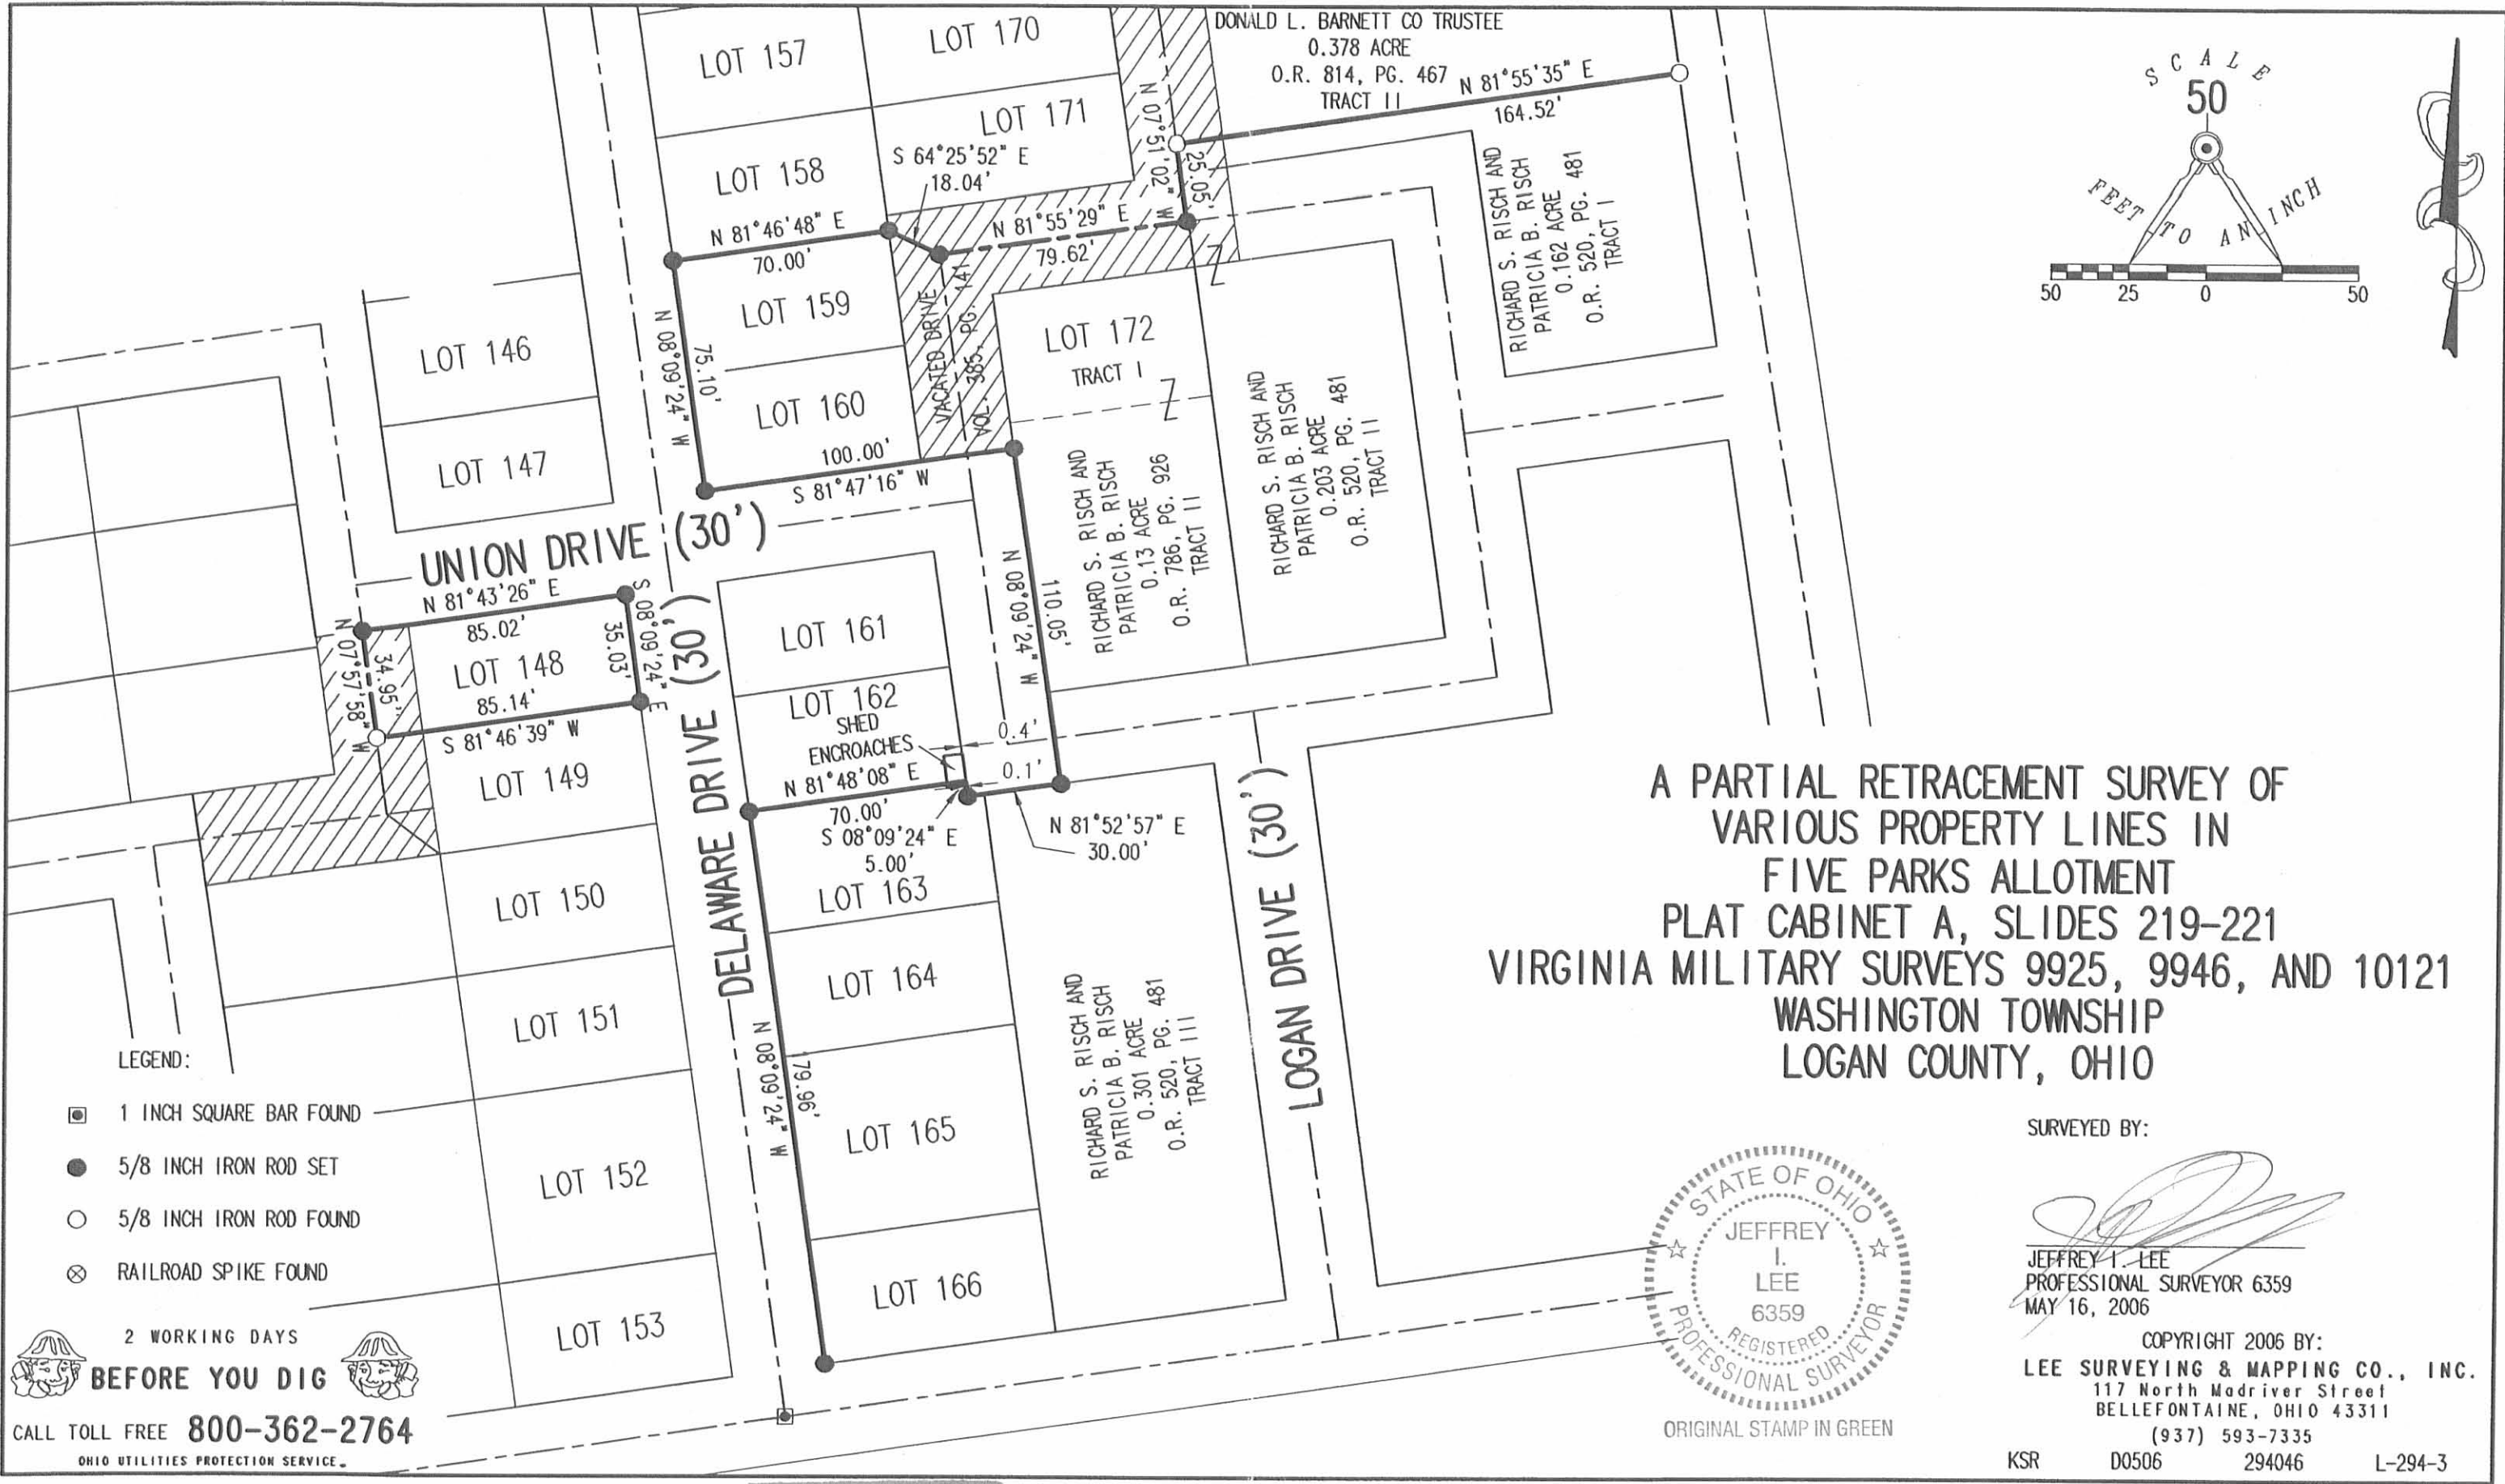 DONALD L. BARNETT CO TRUSTEE
0.378 ACRE
O.R. 814, PG. 467
TRACT II
N 81°55'35" E
164.52'
SCALE
50
FEET TO AN INCH
50 25 0 50
LOT 157
LOT 170
LOT 171
LOT 158
S 64°25'52" E
18.04'
N 07°51'02" W
25.05'
N 81°46'48" E
70.00'
N 81°55'29" E
79.62'
LOT 159
LOT 160
N 08°09'24" W
75.10'
100.00'
S 81°47'16" W
VACATED DRIVE
VOL. 385, PG. 141
LOT 172
TRACT I
RICHARD S. RISCH AND
PATRICIA B. RISCH
0.13 ACRE
O.R. 786, PG. 926
TRACT II
RICHARD S. RISCH AND
PATRICIA B. RISCH
0.203 ACRE
O.R. 520, PG. 481
TRACT II
RICHARD S. RISCH AND
PATRICIA B. RISCH
0.162 ACRE
O.R. 520, PG. 481
TRACT I
LOT 146
LOT 147
UNION DRIVE (30')
N 81°43'26" E
85.02'
S 08°09'24" E
35.03'
N 07°57'58" W
34.95'
LOT 148
85.14'
S 81°46'39" W
LOT 149
LOT 150
LOT 151
LOT 152
LOT 153
DELAWARE DRIVE (30')
LOT 161
LOT 162
SHED
ENCROACHES
0.4'
0.1'
N 08°09'24" W
110.05'
N 81°48'08" E
70.00'
S 08°09'24" E
5.00'
N 81°52'57" E
30.00'
LOT 163
LOT 164
LOT 165
LOT 166
N 08°09'24" W
179.96'
RICHARD S. RISCH AND
PATRICIA B. RISCH
0.301 ACRE
O.R. 520, PG. 481
TRACT III
LOGAN DRIVE (30')
A PARTIAL RETRACEMENT SURVEY OF
VARIOUS PROPERTY LINES IN
FIVE PARKS ALLOTMENT
PLAT CABINET A, SLIDES 219-221
VIRGINIA MILITARY SURVEYS 9925, 9946, AND 10121
WASHINGTON TOWNSHIP
LOGAN COUNTY, OHIO
LEGEND:
1 INCH SQUARE BAR FOUND
5/8 INCH IRON ROD SET
5/8 INCH IRON ROD FOUND
RAILROAD SPIKE FOUND
2 WORKING DAYS
BEFORE YOU DIG
CALL TOLL FREE 800-362-2764
OHIO UTILITIES PROTECTION SERVICE.
STATE OF OHIO
JEFFREY
I.
LEE
6359
REGISTERED
PROFESSIONAL SURVEYOR
ORIGINAL STAMP IN GREEN
SURVEYED BY:
JEFFREY I. LEE
PROFESSIONAL SURVEYOR 6359
MAY 16, 2006
COPYRIGHT 2006 BY:
LEE SURVEYING & MAPPING CO., INC.
117 North Madriver Street
BELLEFONTAINE, OHIO 43311
(937) 593-7335
KSR D0506 294046 L-294-3